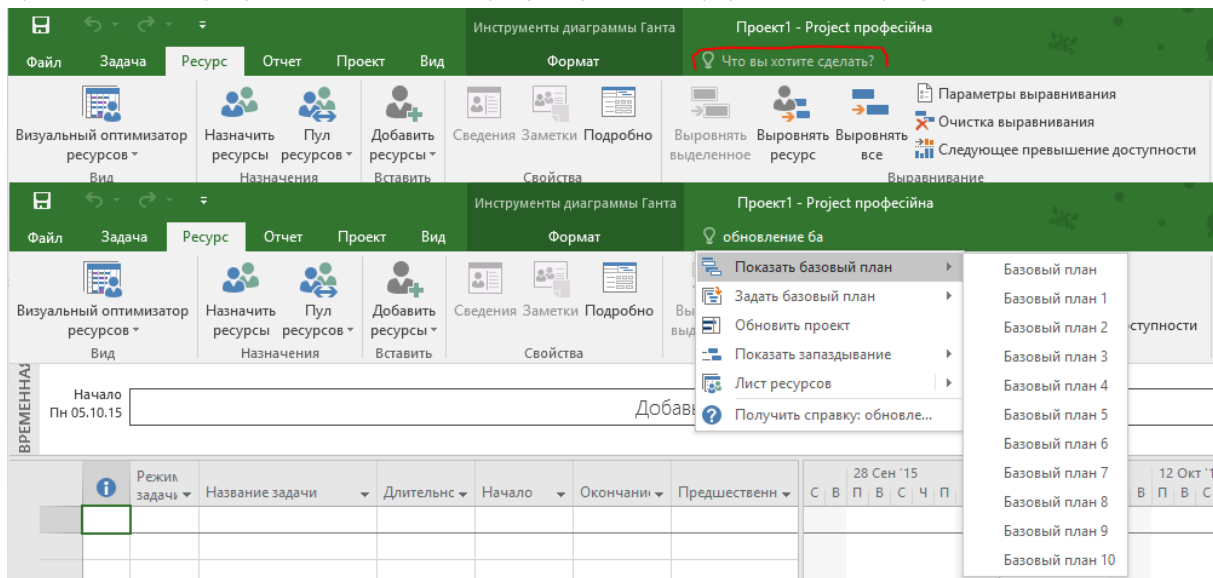 Инструменты диаграммы Гант
Проект1 - Project професійна
Файл Задача Ресурс Отчет Проект Вид Формат Что вы хотите сделать?
Визуальный оптимизатор ресурсов
Назначить ресурсы
Пул ресурсов
Добавить ресурсы
Сведения Заметки Подробно
Выровнять выделенное
Выровнять ресурс
Выровнять все
Параметры выравнивания
Очистка выравнивания
Следующее превышение доступности
Вид Назначения Вставить Свойства Выравнивание
Инструменты диаграммы Гант
Проект1 - Project професійна
Файл Задача Ресурс Отчет Проект Вид Формат обновление ба
Визуальный оптимизатор ресурсов
Назначить ресурсы
Пул ресурсов
Добавить ресурсы
Сведения Заметки Подробно
Вы
выд
ступности
Вид Назначения Вставить Свойства
Показать базовый план
Задать базовый план
Обновить проект
Показать запаздывание
Лист ресурсов
Получить справку: обновле...
Базовый план
Базовый план 1
Базовый план 2
Базовый план 3
Базовый план 4
Базовый план 5
Базовый план 6
Базовый план 7
Базовый план 8
Базовый план 9
Базовый план 10
ВРЕМЕННАЯ
Начало
Пн 05.10.15
Добав
Режим задачи
Название задачи
Длительнс
Начало
Окончани
Предшественн
28 Сен '15
12 Окт '1
С В П В С Ч П
В П В С